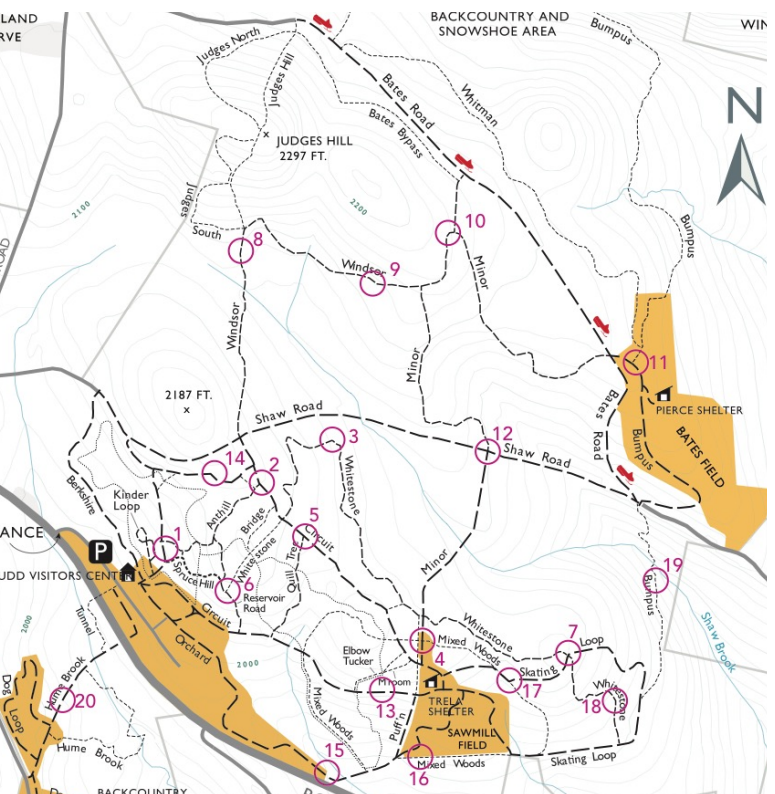 LAND
RVE
BACKCOUNTRY AND
SNOWSHOE AREA
Bumpus
WIN
Judges North
Judges Hill
Bates Road
Whitman
Bates Bypass
N
JUDGES HILL
2297 FT.
x
2100
2200
Judges
South
8
10
Bumpus
ROAD
Windsor
9
Minor
Windsor
Minor
11
PIERCE SHELTER
2187 FT.
x
Shaw Road
Bates
Road
Bumpus
BATES FIELD
3
12
Shaw Road
14
2
Berkshire
Kinder
Loop
Whitestone
Anthill
Bridge
5
Circuit
ANCE
P
1
UDD VISITORS CENTE
Spruce Hill
6
Whitestone
Reservoir
Road
Minor
19
Bumpus
Shaw Brook
2000
Tunnel
Circuit
Orchard
2000
Elbow
Tucker
4
Mixed
Woods
Whitestone
7
Loop
Skating
17
Whitestone
18
Dog
Loop
Hume Brook
20
M'room
13
Mixed Woods
Puff'n
TRELA
SHELTER
SAWMILL
FIELD
Hume Brook
15
16
Mixed Woods
Skating Loop
BACKCOUNTRY